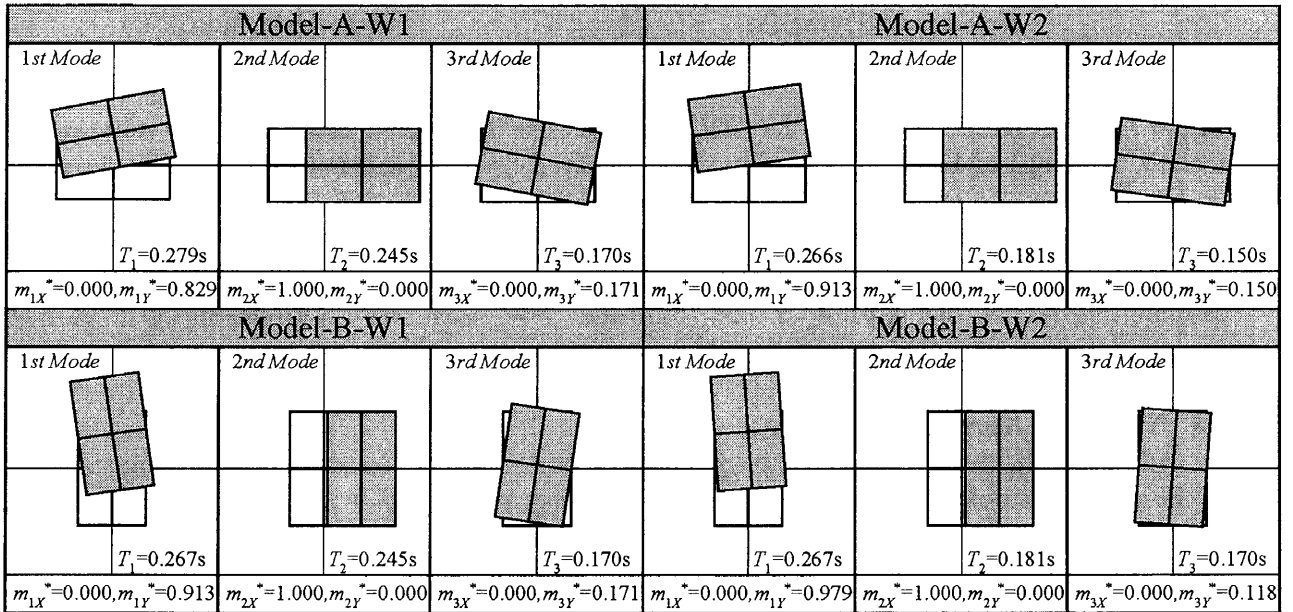 Model-A-W1 Model-A-W2
1st Mode 2nd Mode 3rd Mode 1st Mode 2nd Mode 3rd Mode
T₁=0.279s T₂=0.245s T₃=0.170s T₁=0.266s T₂=0.181s T₃=0.150s
m₁X*=0.000,m₁Y*=0.829 m₂X*=1.000,m₂Y*=0.000 m₃X*=0.000,m₃Y*=0.171 m₁X*=0.000,m₁Y*=0.913 m₂X*=1.000,m₂Y*=0.000 m₃X*=0.000,m₃Y*=0.150
Model-B-W1 Model-B-W2
1st Mode 2nd Mode 3rd Mode 1st Mode 2nd Mode 3rd Mode
T₁=0.267s T₂=0.245s T₃=0.170s T₁=0.267s T₂=0.181s T₃=0.170s
m₁X*=0.000,m₁Y*=0.913 m₂X*=1.000,m₂Y*=0.000 m₃X*=0.000,m₃Y*=0.171 m₁X*=0.000,m₁Y*=0.979 m₂X*=1.000,m₂Y*=0.000 m₃X*=0.000,m₃Y*=0.118